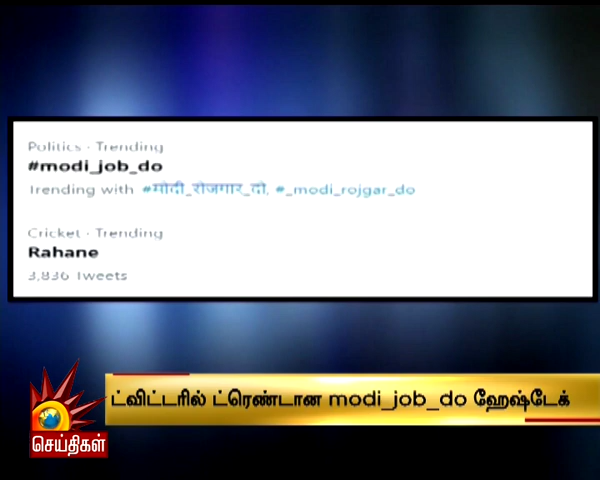 Politics · Trending
#modi_job_do
Trending with #मोदी_रोजगार_दो, #_modi_rojgar_do
Cricket · Trending
Rahane
3,836 Tweets
ட்விட்டரில் ட்ரெண்டான modi_job_do ஹேஷ்டேக்
செய்திகள்